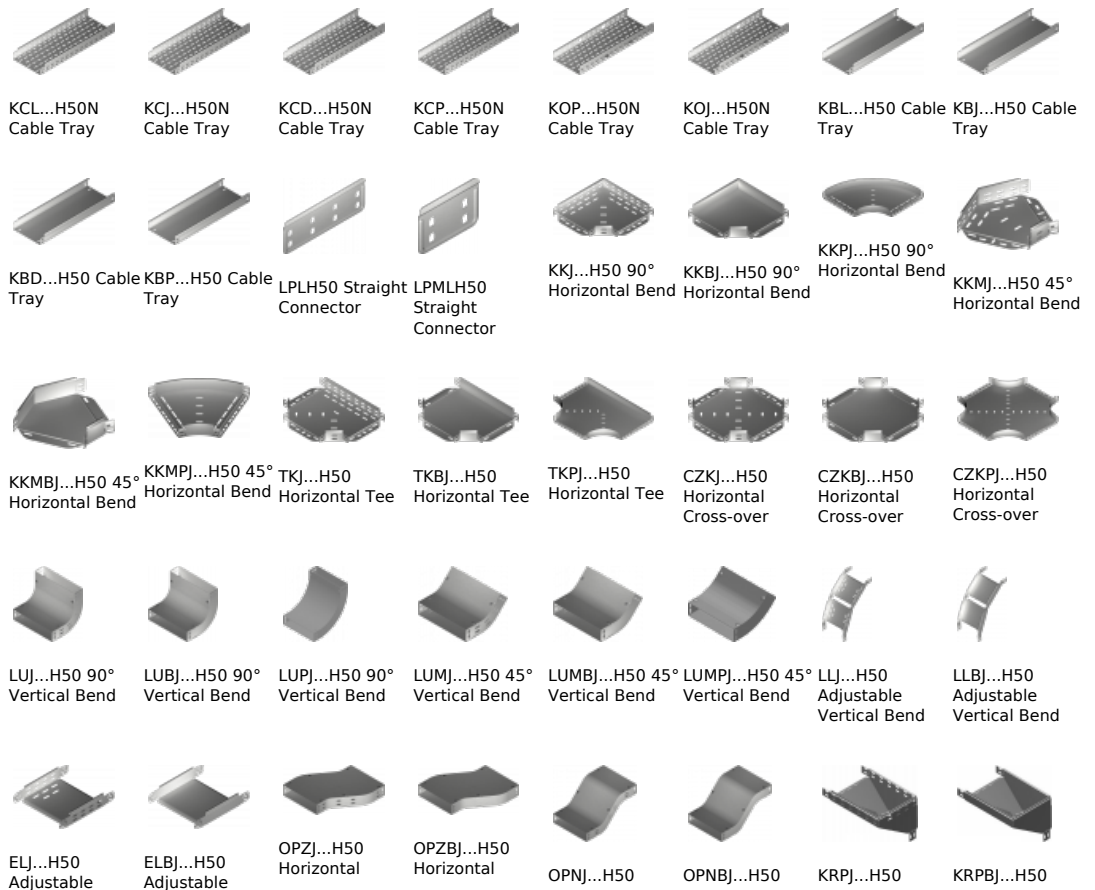 KCL...H50N
Cable Tray
KCJ...H50N
Cable Tray
KCD...H50N
Cable Tray
KCP...H50N
Cable Tray
KOP...H50N
Cable Tray
KOJ...H50N
Cable Tray
KBL...H50 Cable
Tray
KBJ...H50 Cable
Tray
KBD...H50 Cable
Tray
KBP...H50 Cable
Tray
LPLH50 Straight
Connector
LPMLH50
Straight
Connector
KKJ...H50 90°
Horizontal Bend
KKBJ...H50 90°
Horizontal Bend
KKPJ...H50 90°
Horizontal Bend
KKMJ...H50 45°
Horizontal Bend
KKMBJ...H50 45°
Horizontal Bend
KKMPJ...H50 45°
Horizontal Bend
TKJ...H50
Horizontal Tee
TKBJ...H50
Horizontal Tee
TKPJ...H50
Horizontal Tee
CZKJ...H50
Horizontal
Cross-over
CZKBJ...H50
Horizontal
Cross-over
CZKPJ...H50
Horizontal
Cross-over
LUJ...H50 90°
Vertical Bend
LUBJ...H50 90°
Vertical Bend
LUPJ...H50 90°
Vertical Bend
LUMJ...H50 45°
Vertical Bend
LUMBJ...H50 45°
Vertical Bend
LUMPJ...H50 45°
Vertical Bend
LLJ...H50
Adjustable
Vertical Bend
LLBJ...H50
Adjustable
Vertical Bend
ELJ...H50
Adjustable
ELBJ...H50
Adjustable
OPZJ...H50
Horizontal
OPZBJ...H50
Horizontal
OPNJ...H50
OPNBJ...H50
KRPJ...H50
KRPBJ...H50